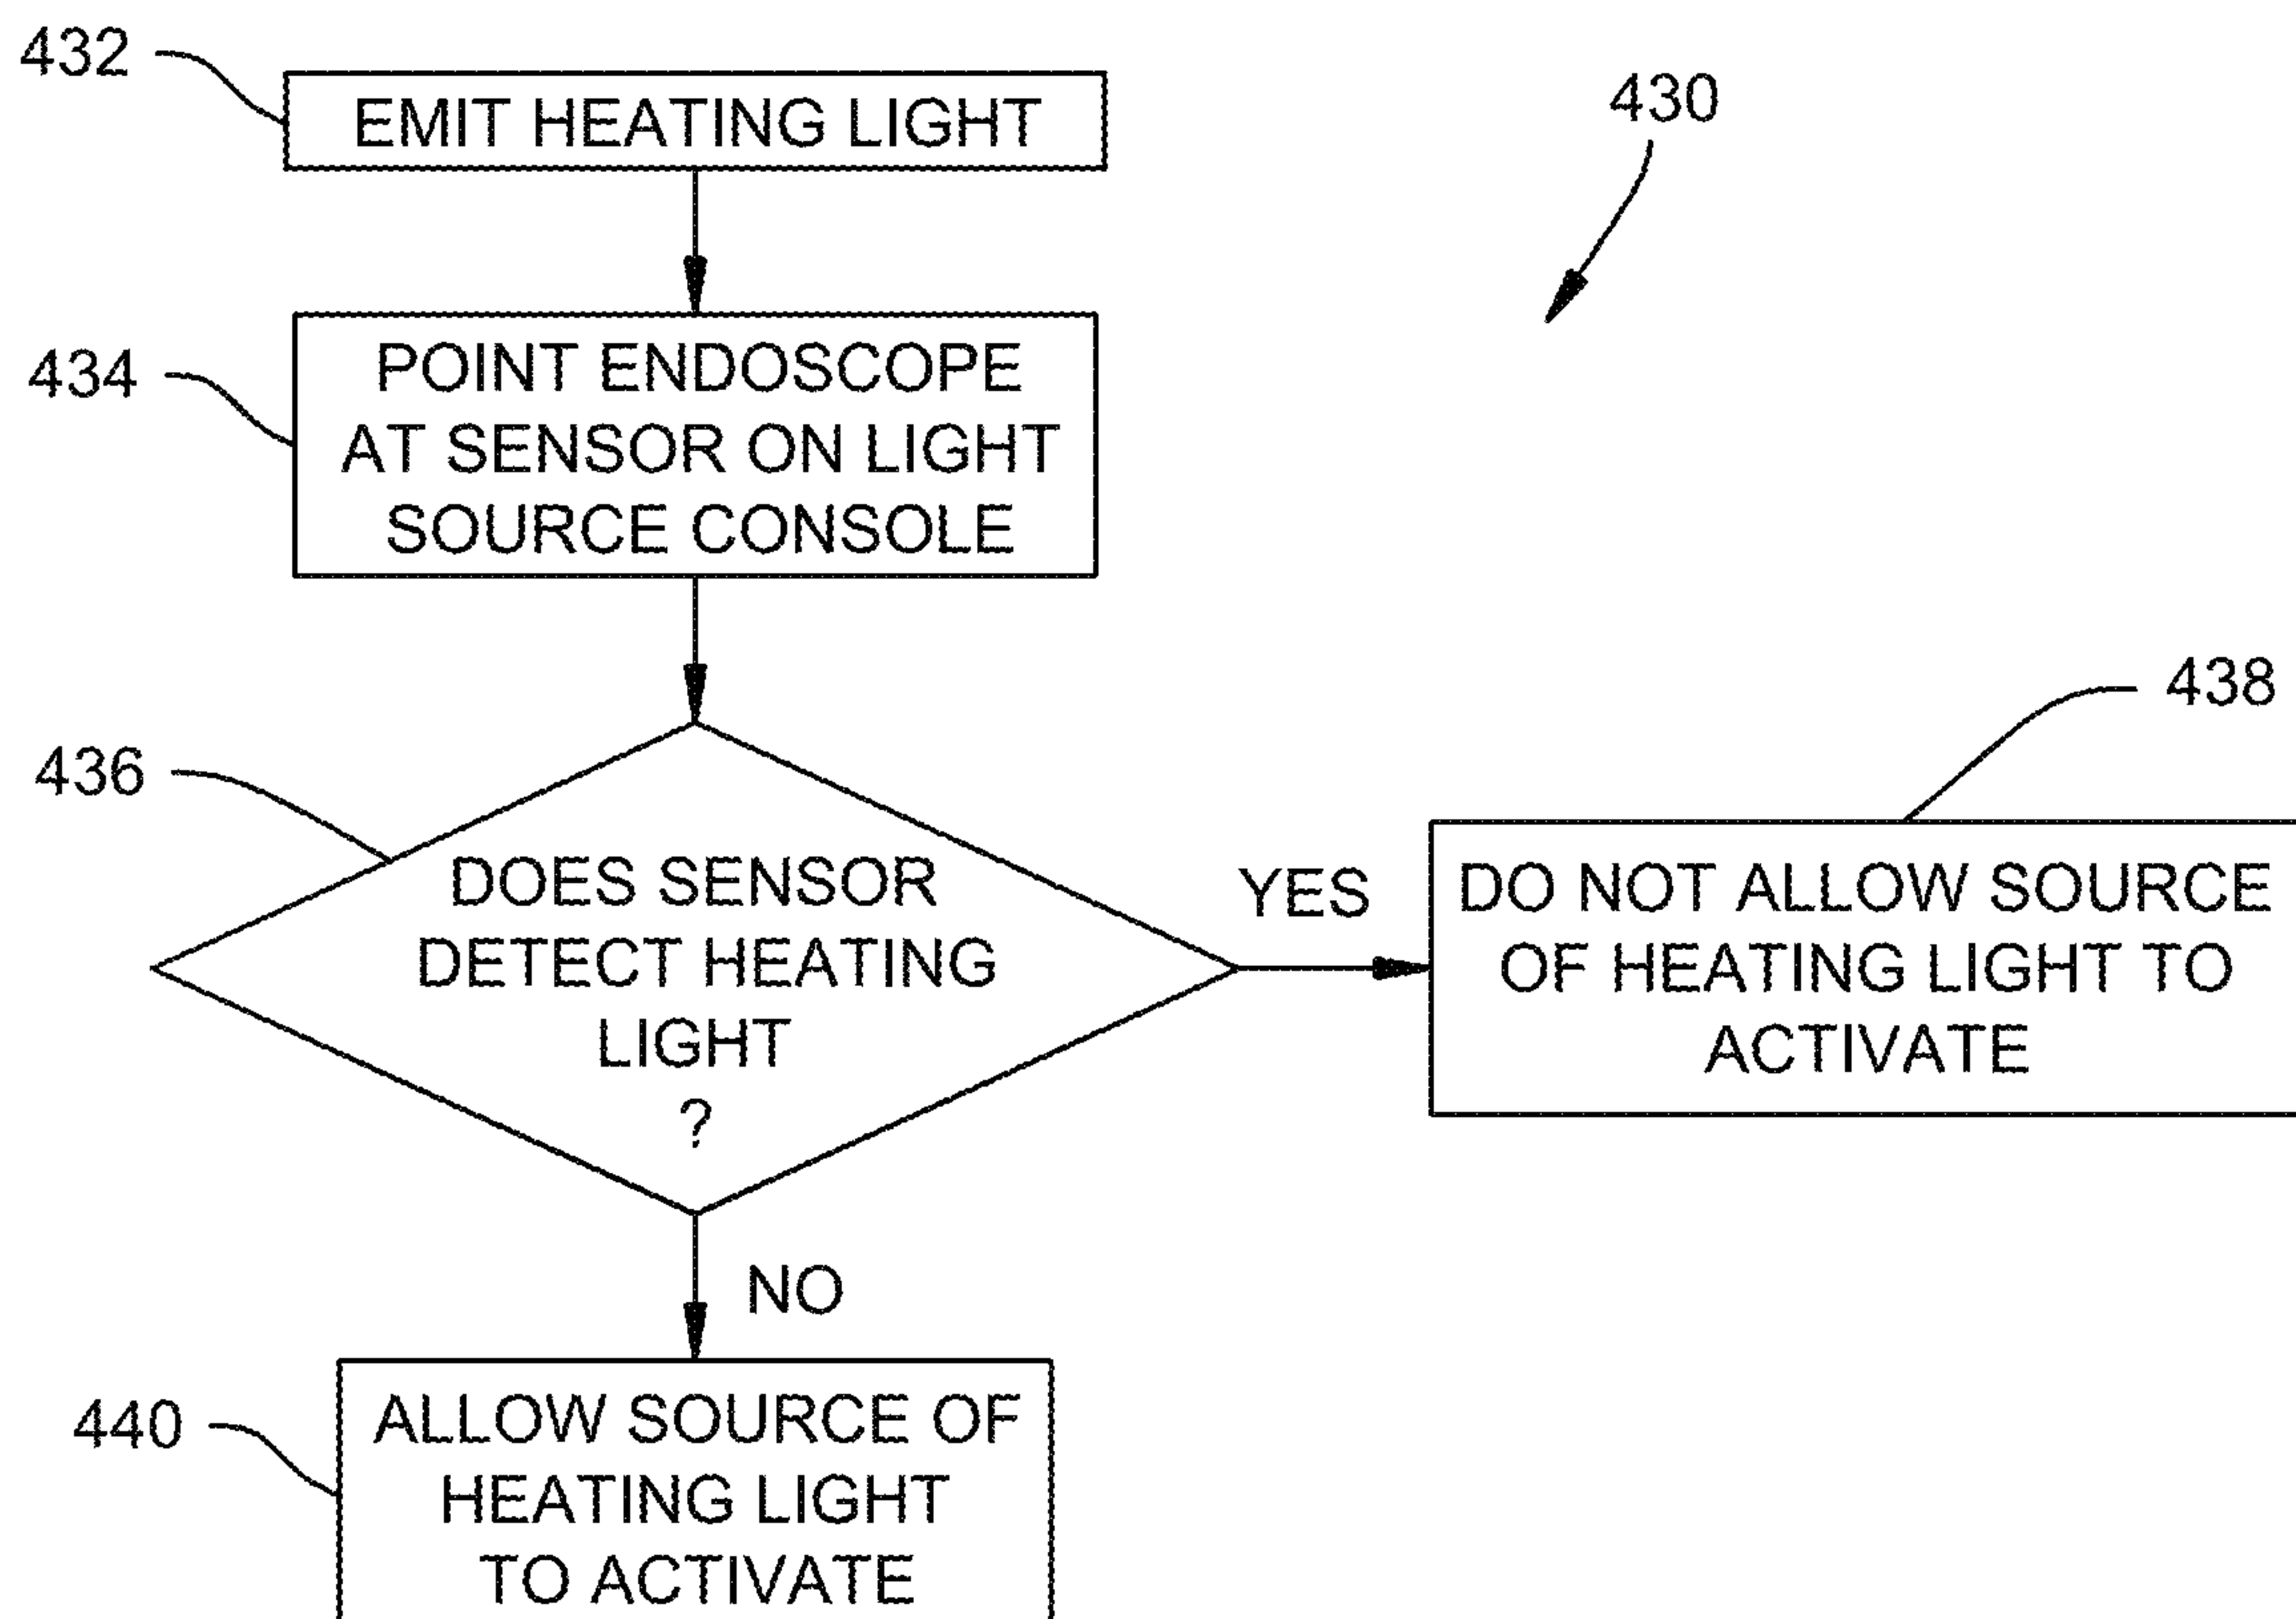 432
EMIT HEATING LIGHT
430
434
POINT ENDOSCOPE
AT SENSOR ON LIGHT
SOURCE CONSOLE
436
DOES SENSOR
DETECT HEATING
LIGHT
?
YES
438
DO NOT ALLOW SOURCE
OF HEATING LIGHT TO
ACTIVATE
NO
440
ALLOW SOURCE OF
HEATING LIGHT
TO ACTIVATE